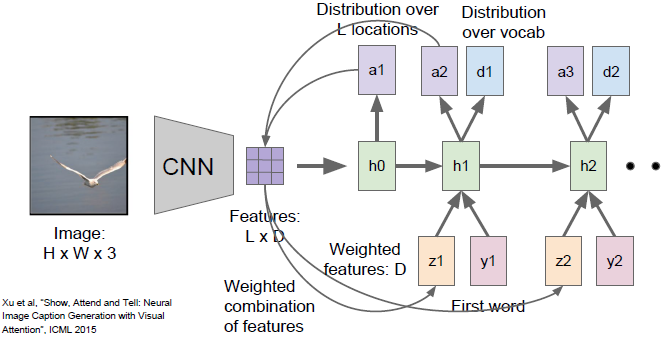 Distribution over
L locations
Distribution
over vocab
a1
a2
d1
a3
d2
CNN
h0
h1
h2
Features:
L x D
Image:
H x W x 3
Weighted
features: D
z1
y1
z2
y2
Weighted
combination
of features
First word
Xu et al, "Show, Attend and Tell: Neural
Image Caption Generation with Visual
Attention", ICML 2015